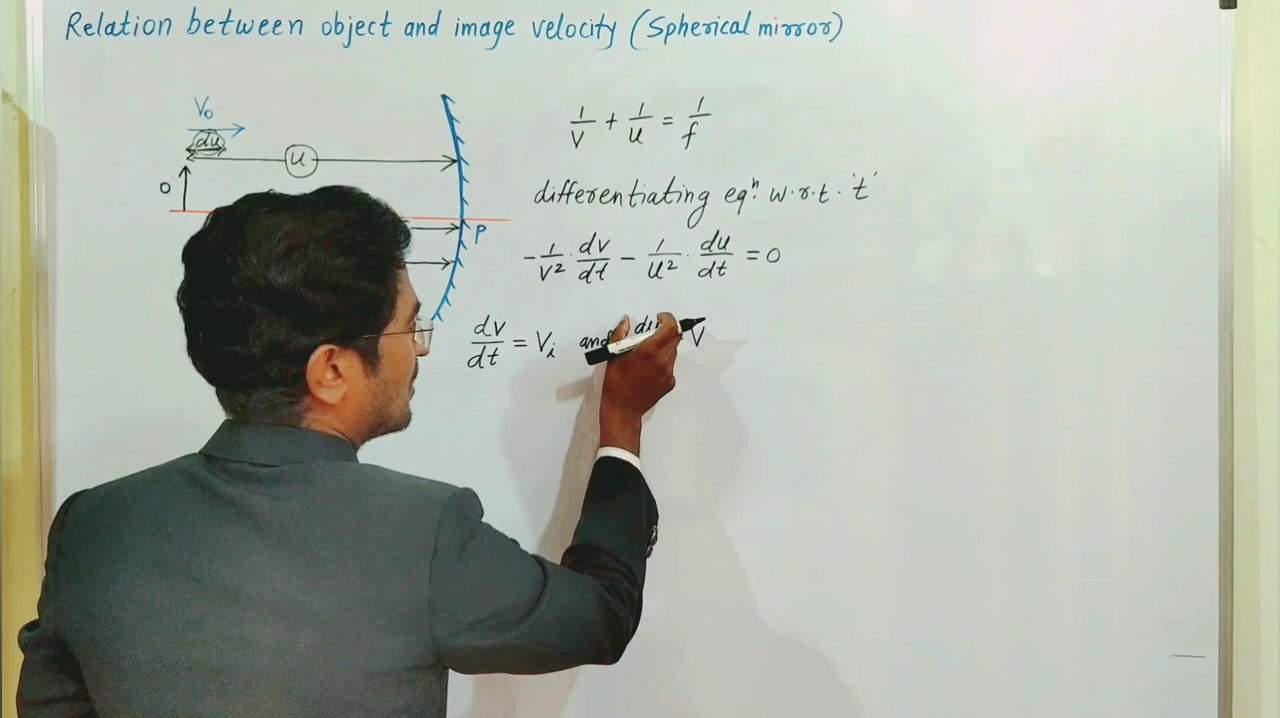 Relation between object and image velocity (Spherical mirror)
V₀
du
u
O
P
1/v + 1/u = 1/f
differentiating eqⁿ. w.r.t. 't'
-1/v² · dv/dt - 1/u² · du/dt = 0
dv/dt = Vᵢ and du V